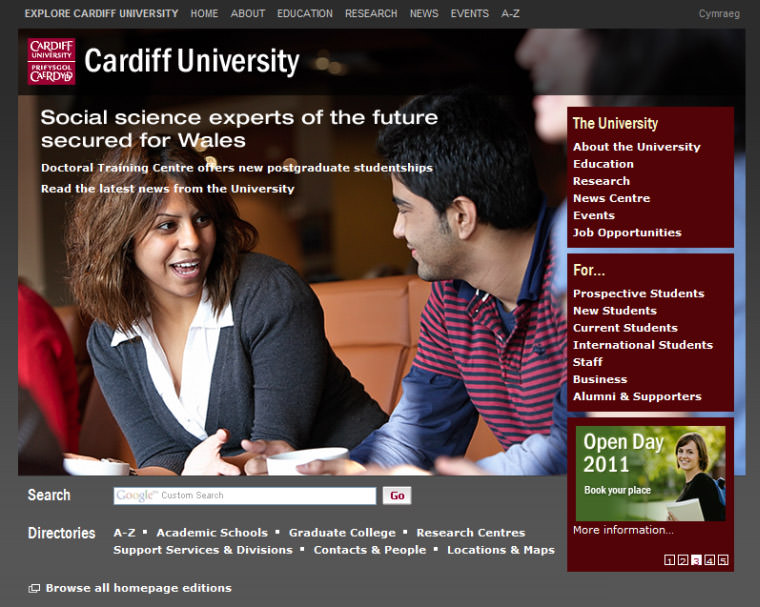 EXPLORE CARDIFF UNIVERSITY HOME ABOUT EDUCATION RESEARCH NEWS EVENTS A-Z Cymraeg
CARDIFF
UNIVERSITY
PRIFYSGOL
CAERDYDD
Cardiff University
Social science experts of the future
secured for Wales
Doctoral Training Centre offers new postgraduate studentships
Read the latest news from the University
The University
About the University
Education
Research
News Centre
Events
Job Opportunities
For...
Prospective Students
New Students
Current Students
International Students
Staff
Business
Alumni & Supporters
Open Day
2011
Book your place
More information...
1 2 3 4 5
Search Google™ Custom Search Go
Directories A-Z ▪ Academic Schools ▪ Graduate College ▪ Research Centres
Support Services & Divisions ▪ Contacts & People ▪ Locations & Maps
Browse all homepage editions